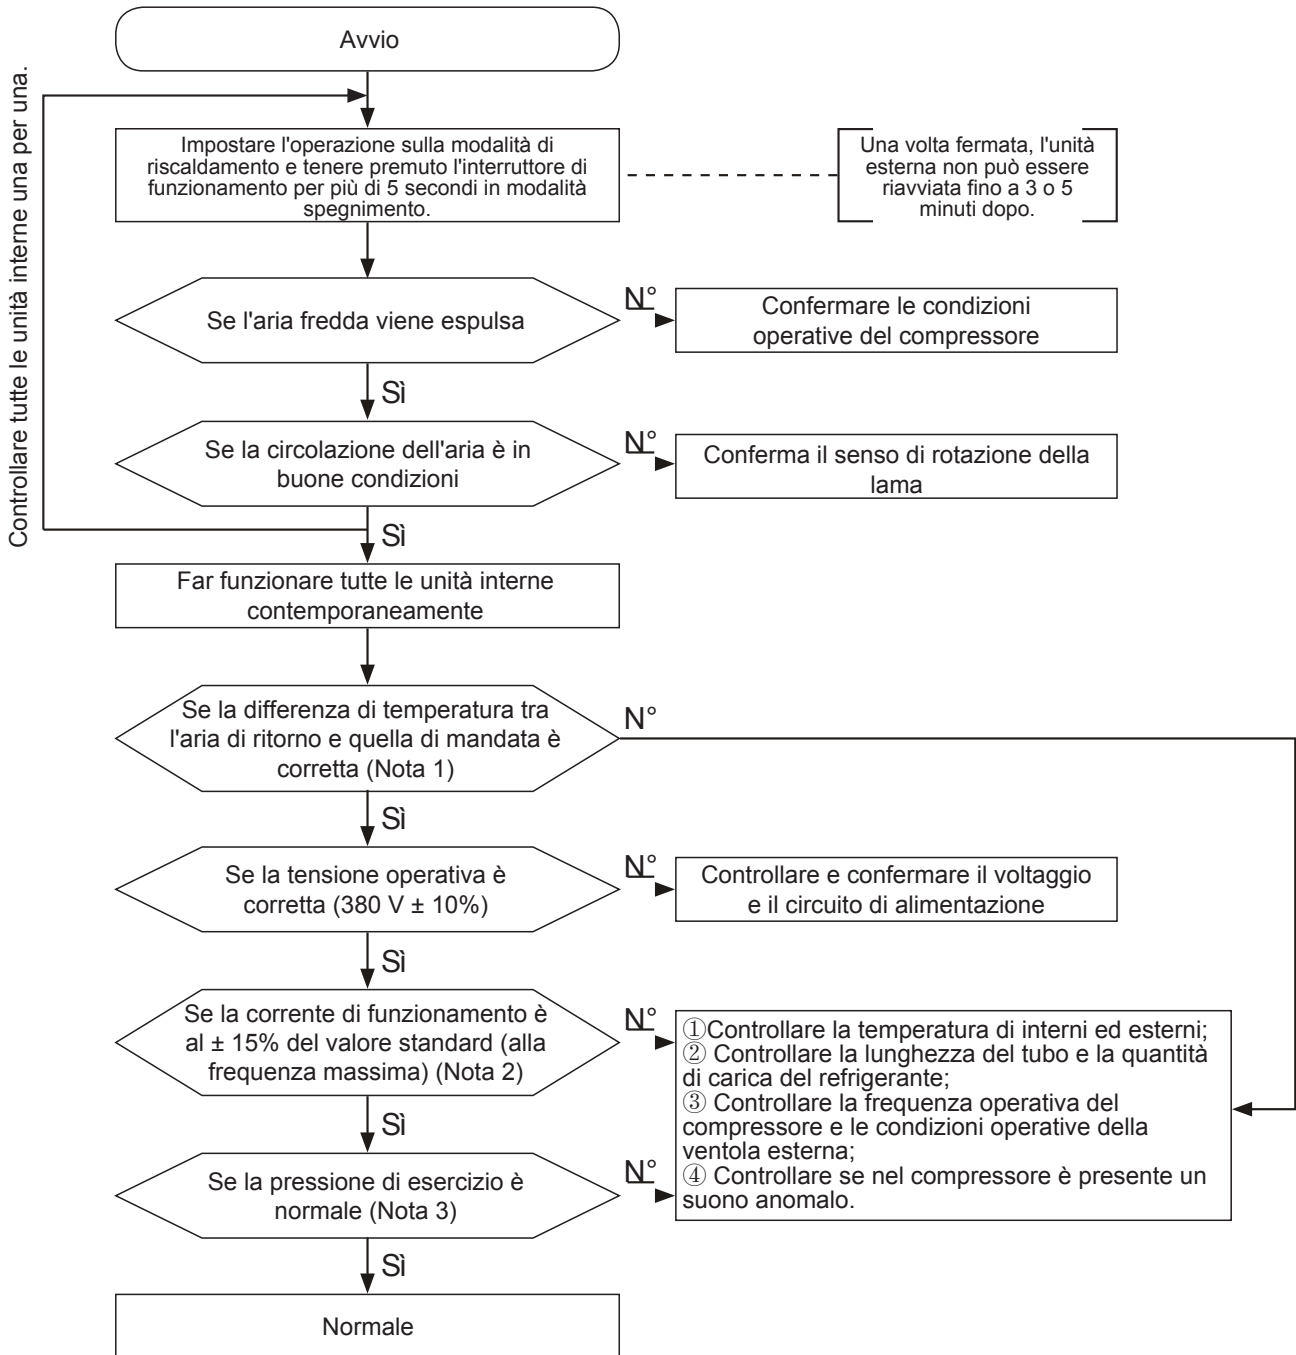 Avvio
Controllare tutte le unità interne una per una.
Impostare l'operazione sulla modalità di
riscaldamento e tenere premuto l'interruttore di
funzionamento per più di 5 secondi in modalità
spegnimento.
Una volta fermata, l'unità
esterna non può essere
riavviata fino a 3 o 5
minuti dopo.
Se l'aria fredda viene espulsa
N°
Confermare le condizioni
operative del compressore
Sì
Se la circolazione dell'aria è in
buone condizioni
N°
Conferma il senso di rotazione della
lama
Sì
Far funzionare tutte le unità interne
contemporaneamente
Se la differenza di temperatura tra
l'aria di ritorno e quella di mandata è
corretta (Nota 1)
N°
Sì
Se la tensione operativa è
corretta (380 V ± 10%)
N°
Controllare e confermare il voltaggio
e il circuito di alimentazione
Sì
Se la corrente di funzionamento è
al ± 15% del valore standard (alla
frequenza massima) (Nota 2)
N°
①Controllare la temperatura di interni ed esterni;
② Controllare la lunghezza del tubo e la quantità
di carica del refrigerante;
③ Controllare la frequenza operativa del
compressore e le condizioni operative della
ventola esterna;
④ Controllare se nel compressore è presente un
suono anomalo.
Sì
Se la pressione di esercizio è
normale (Nota 3)
N°
Sì
Normale